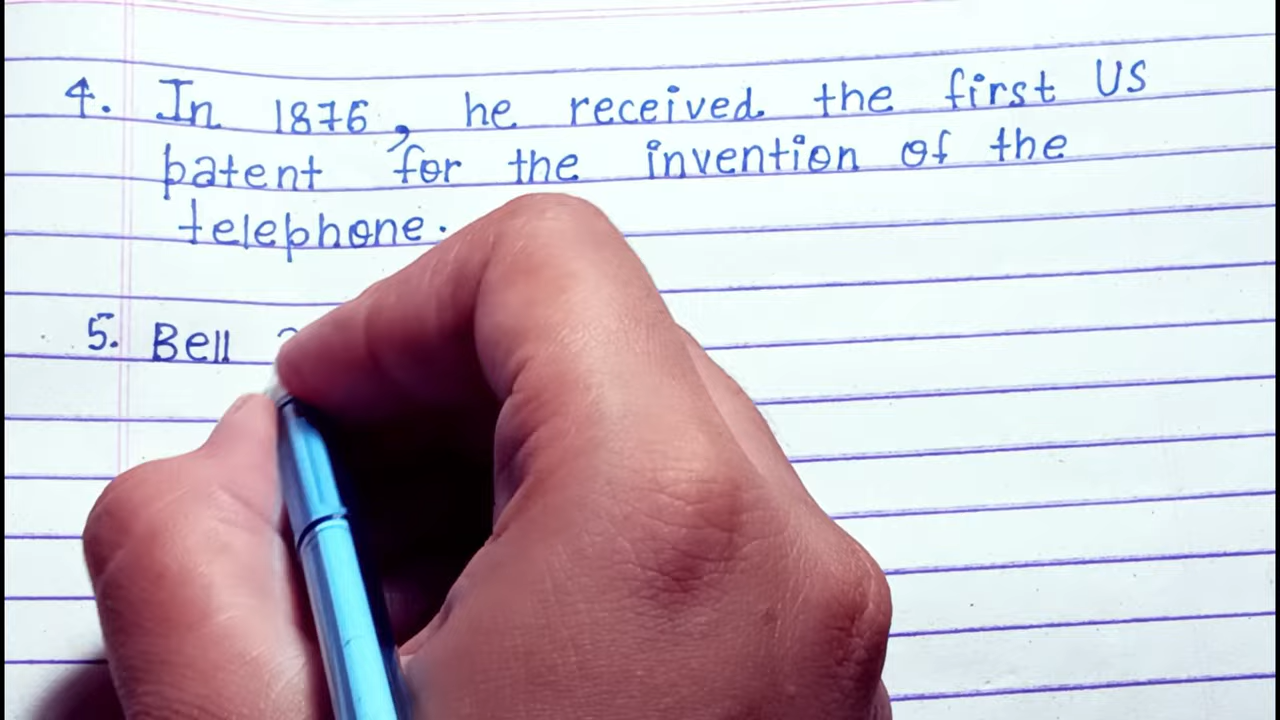 4. In 1876, he received the first US
patent for the invention of the
telephone.
5. Bell